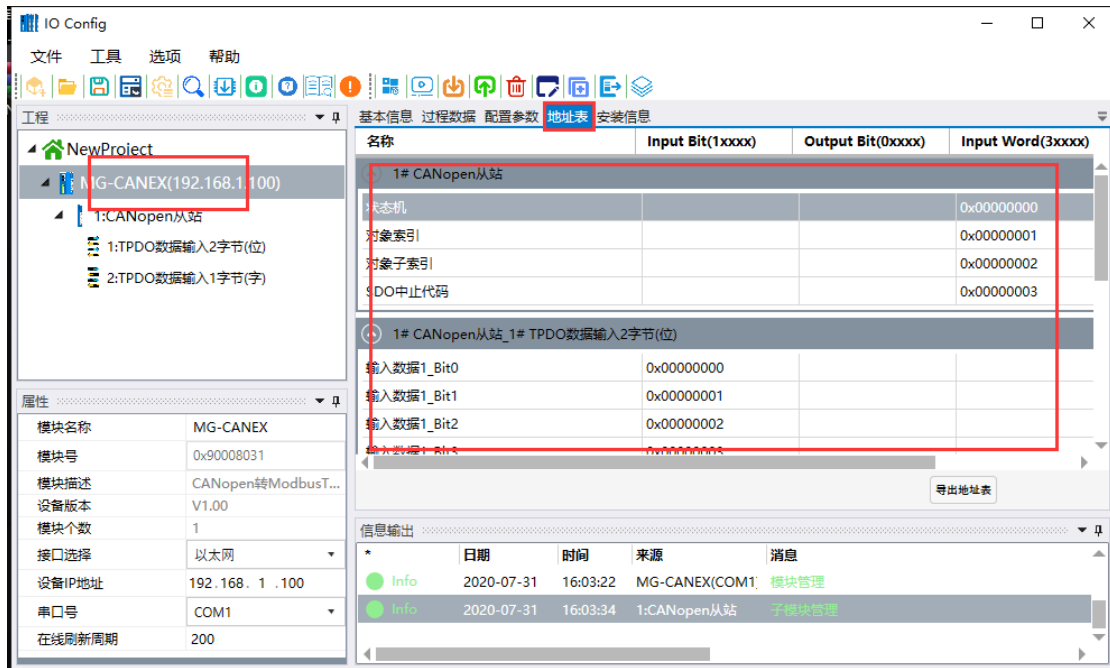 IO Config
文件 工具 选项 帮助
工程
NewProject
MG-CANEX(192.168.1.100)
1:CANopen从站
1:TPDO数据输入2字节(位)
2:TPDO数据输入1字节(字)
属性
模块名称 MG-CANEX
模块号 0x90008031
模块描述 CANopen转ModbusT...
设备版本 V1.00
模块个数 1
接口选择 以太网
设备IP地址 192.168. 1 .100
串口号 COM1
在线刷新周期 200
基本信息 过程数据 配置参数 地址表 安装信息
名称 Input Bit(1xxxx) Output Bit(0xxxx) Input Word(3xxxx)
1# CANopen从站
状态机 0x00000000
对象索引 0x00000001
对象子索引 0x00000002
SDO中止代码 0x00000003
1# CANopen从站_1# TPDO数据输入2字节(位)
输入数据1_Bit0 0x00000000
输入数据1_Bit1 0x00000001
输入数据1_Bit2 0x00000002
输入数据1_Bit3 0x00000003
导出地址表
信息输出
* 日期 时间 来源 消息
Info 2020-07-31 16:03:22 MG-CANEX(COM1) 模块管理
Info 2020-07-31 16:03:34 1:CANopen从站 子模块管理